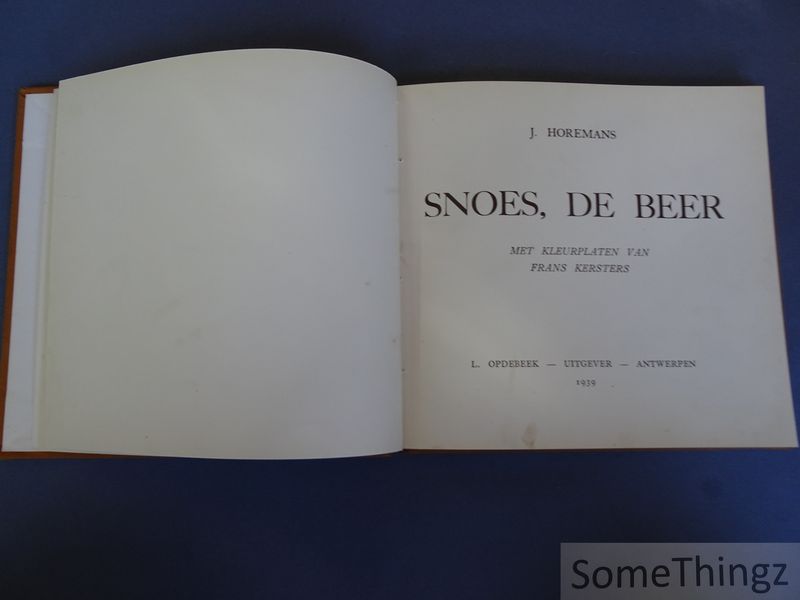 J. HOREMANS
SNOES, DE BEER
MET KLEURPLATEN VAN
FRANS KERSTERS
L. OPDEBEEK — UITGEVER — ANTWERPEN
1939
SomeThingz